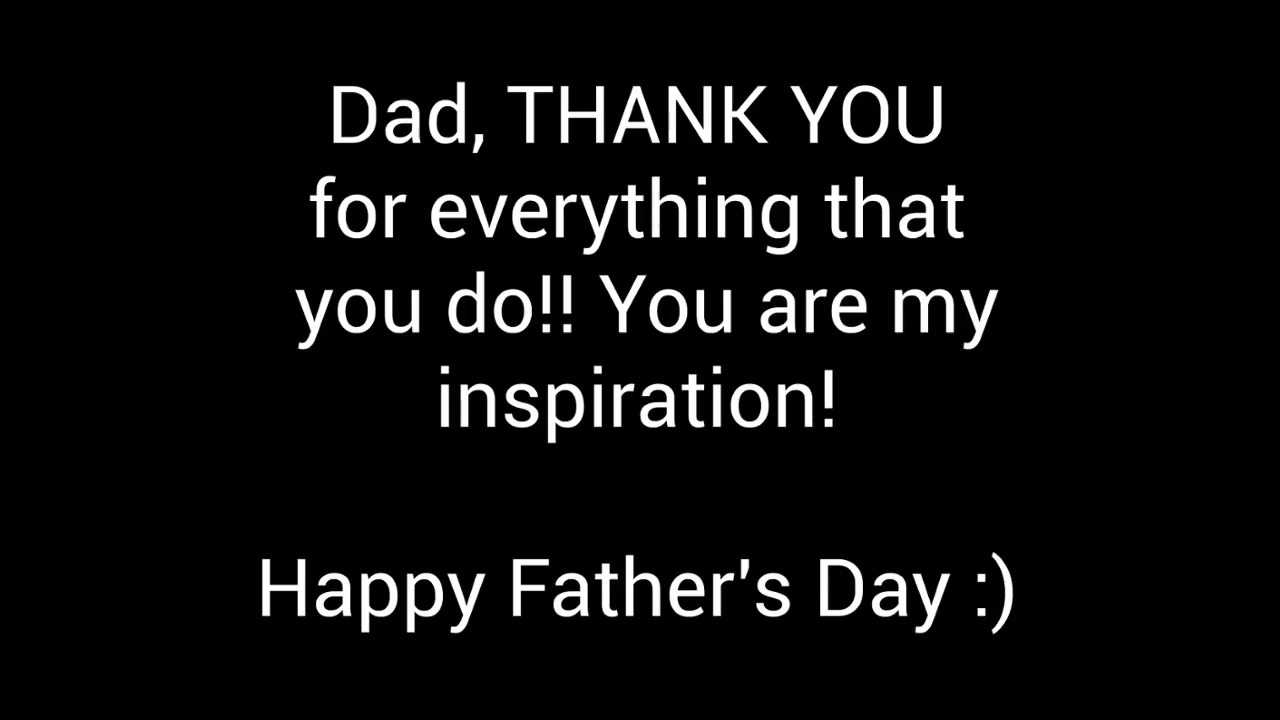 Dad, THANK YOU
for everything that
you do!! You are my
inspiration!
Happy Father's Day :)